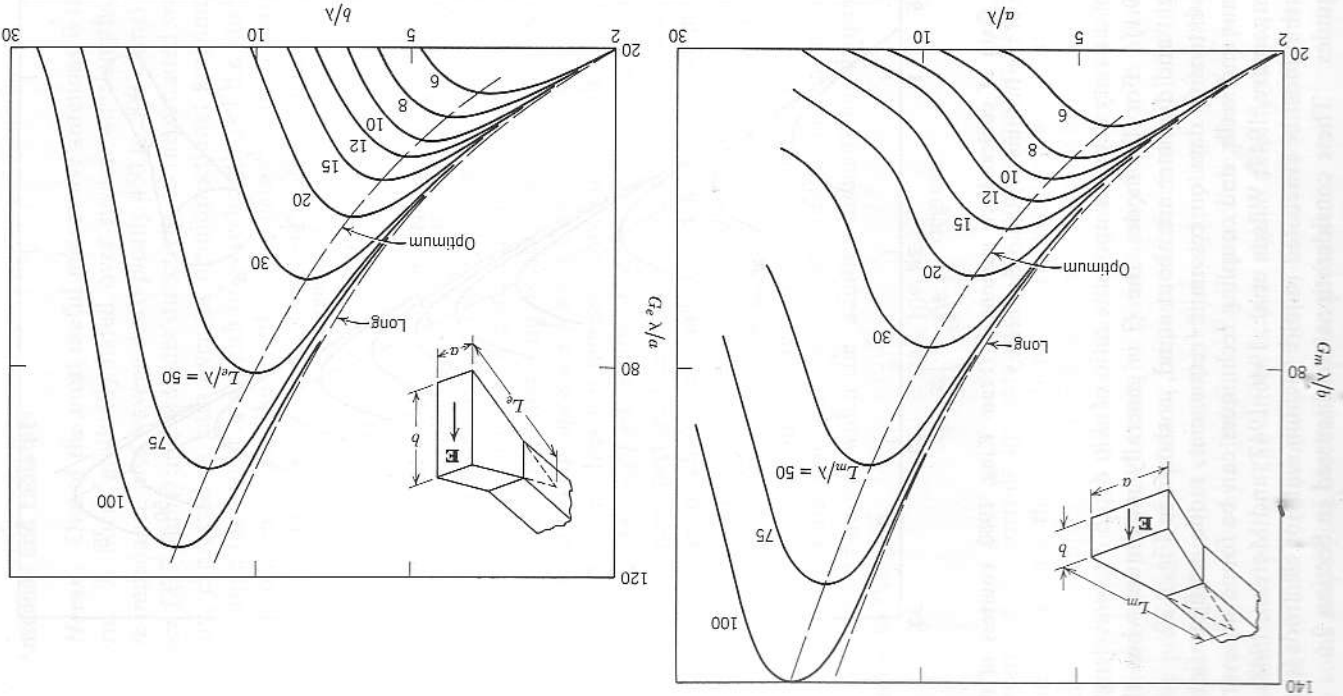 140
L_m
b
E
a
100
75
L_m/λ = 50
G_m λ/b
80
Long
30
Optimum
20
15
12
10
8
6
20
2
5
10
30
a/λ
120
100
75
E
b
a
L_e
L_e/λ = 50
G_e λ/a
80
Long
30
Optimum
20
15
12
10
8
6
20
2
5
10
30
b/λ